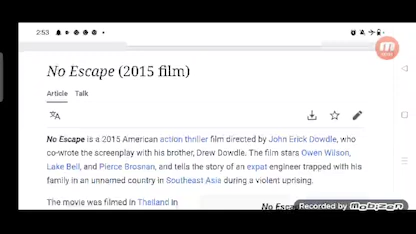 2:53
No Escape (2015 film)
Article Talk
No Escape is a 2015 American action thriller film directed by John Erick Dowdle, who
co-wrote the screenplay with his brother, Drew Dowdle. The film stars Owen Wilson,
Lake Bell, and Pierce Brosnan, and tells the story of an expat engineer trapped with his
family in an unnamed country in Southeast Asia during a violent uprising.
The movie was filmed in Thailand in
No Esca
Recorded by MOBIZEN